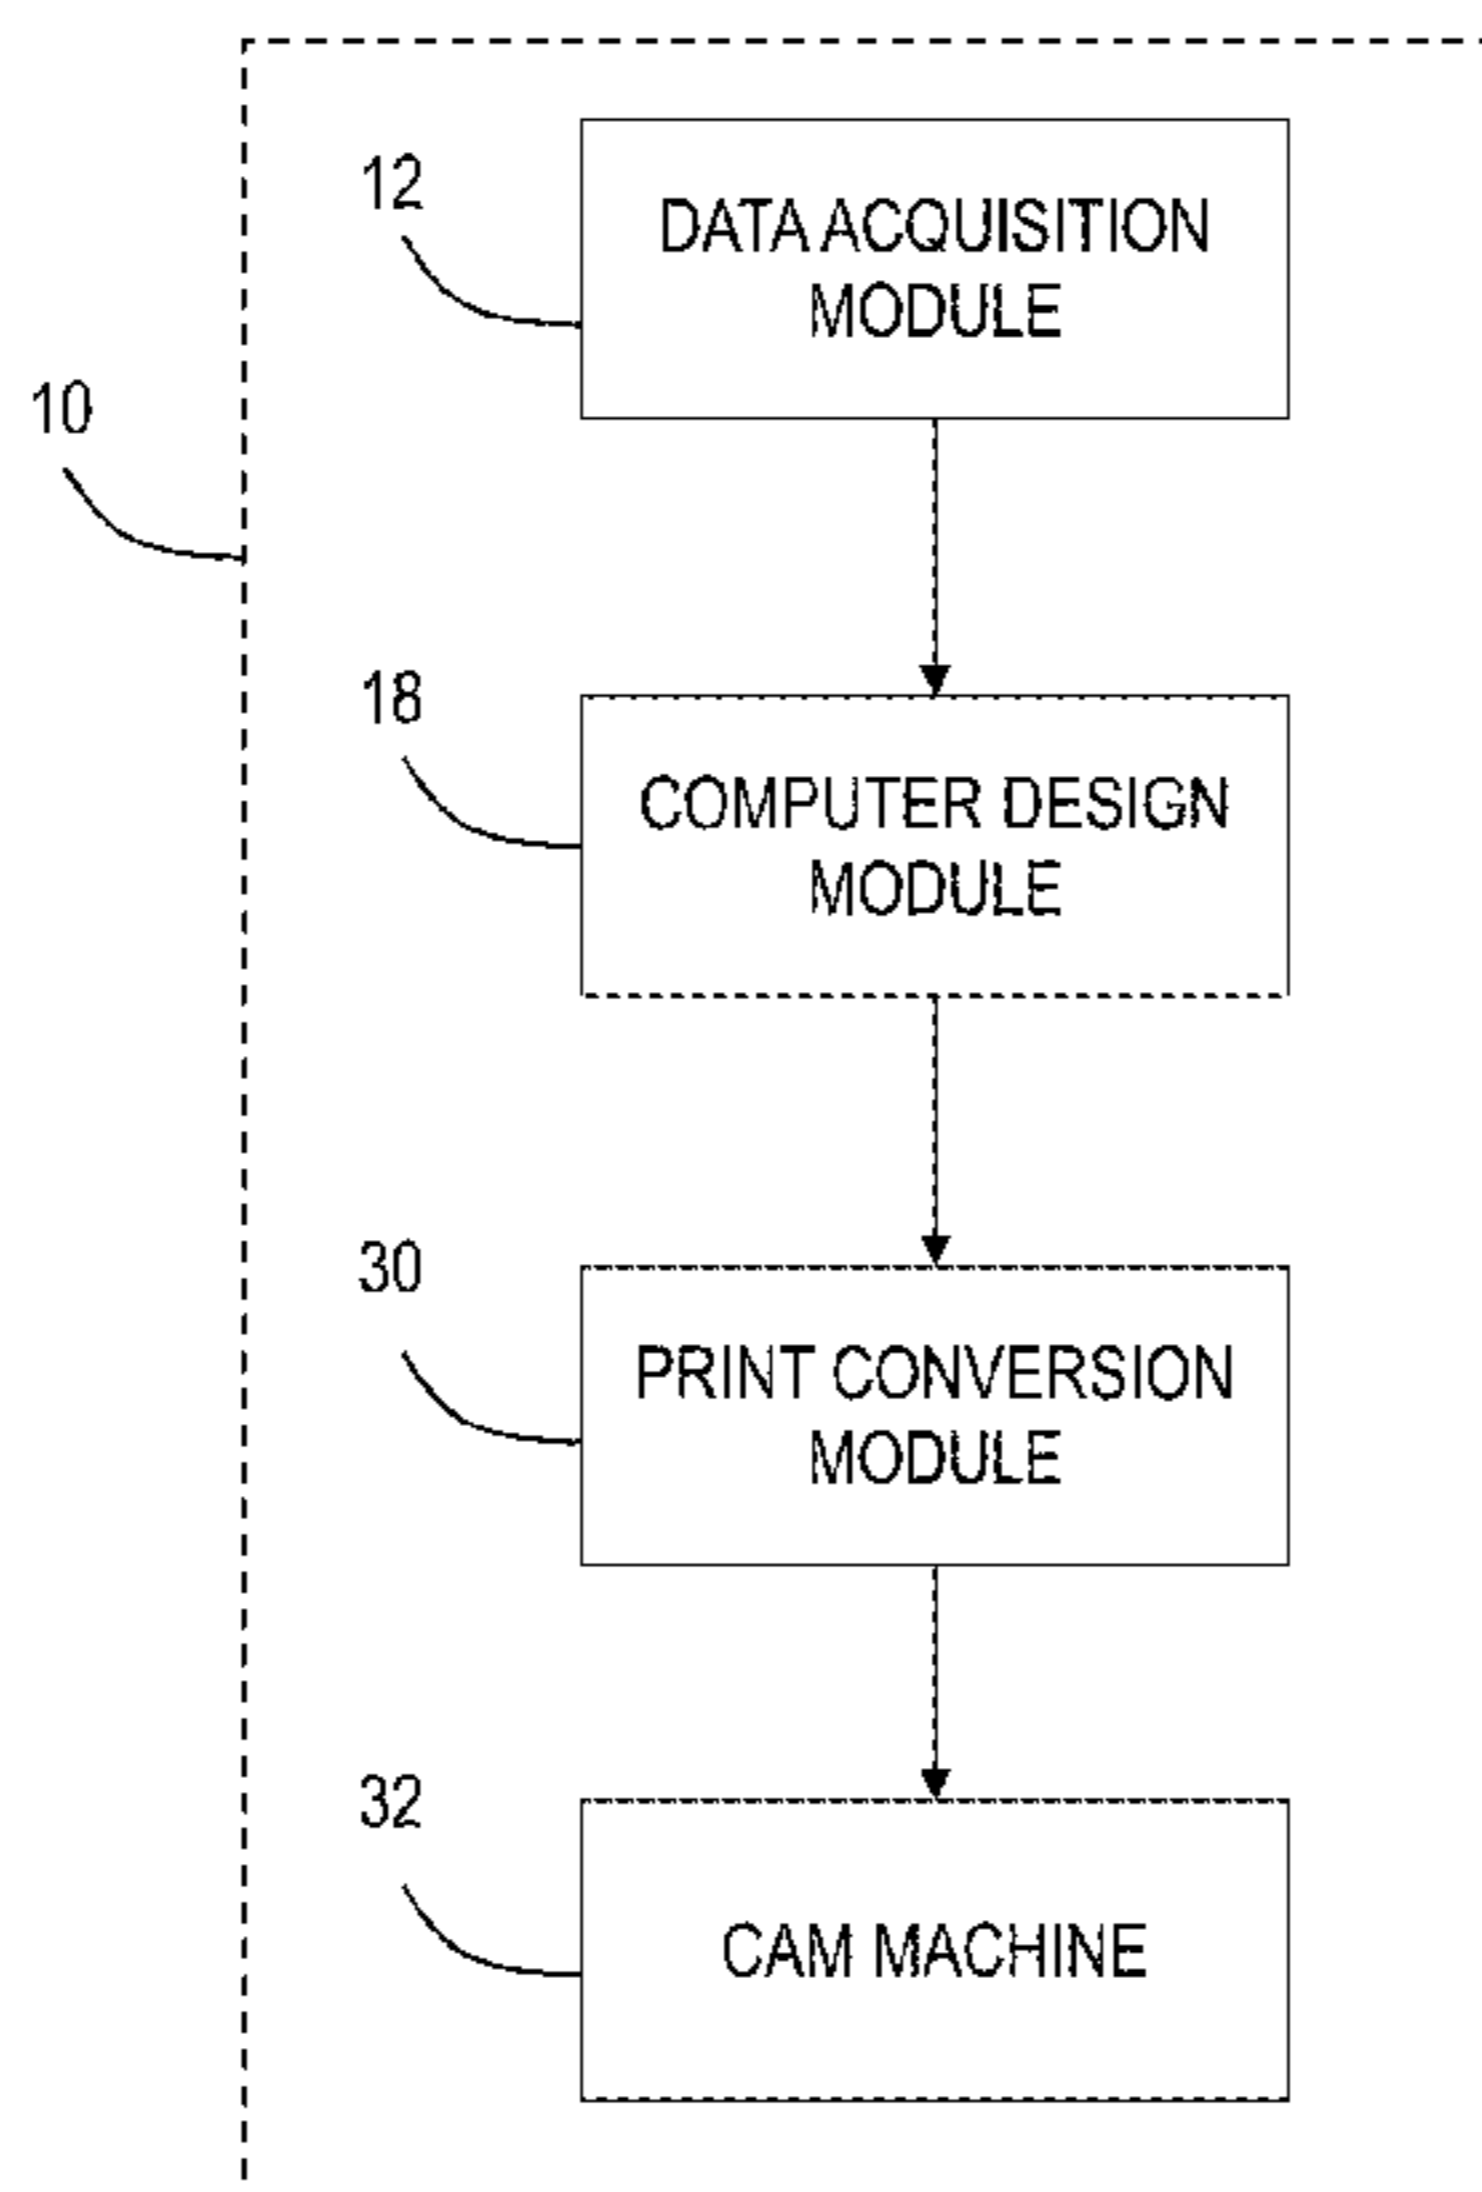 12
DATA ACQUISITION
MODULE
10
18
COMPUTER DESIGN
MODULE
30
PRINT CONVERSION
MODULE
32
CAM MACHINE